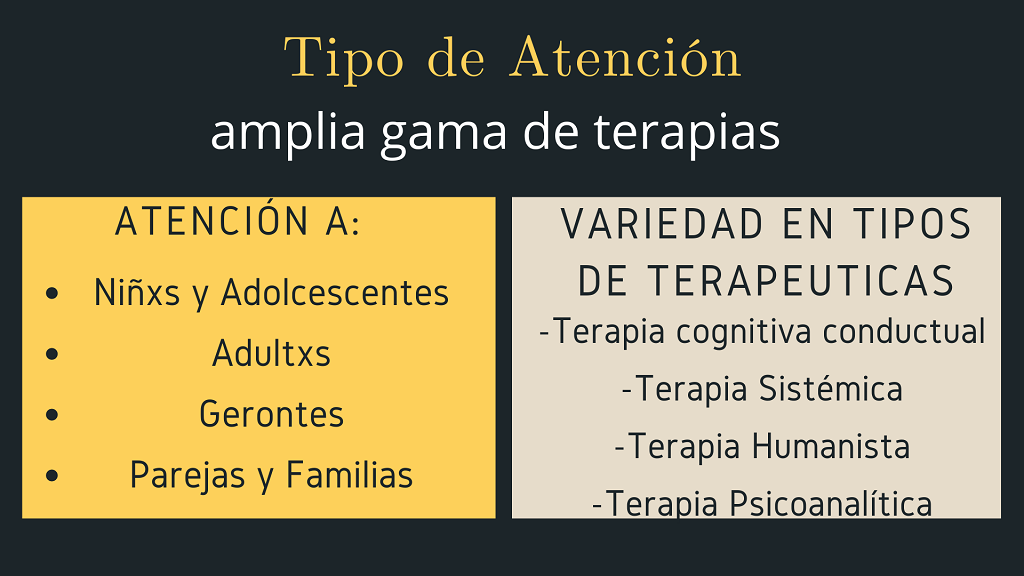 Tipo de Atención
amplia gama de terapias
ATENCIÓN A:
• Niñxs y Adolcescentes
• Adultxs
• Gerontes
• Parejas y Familias
VARIEDAD EN TIPOS
DE TERAPEUTICAS
-Terapia cognitiva conductual
-Terapia Sistémica
-Terapia Humanista
-Terapia Psicoanalítica